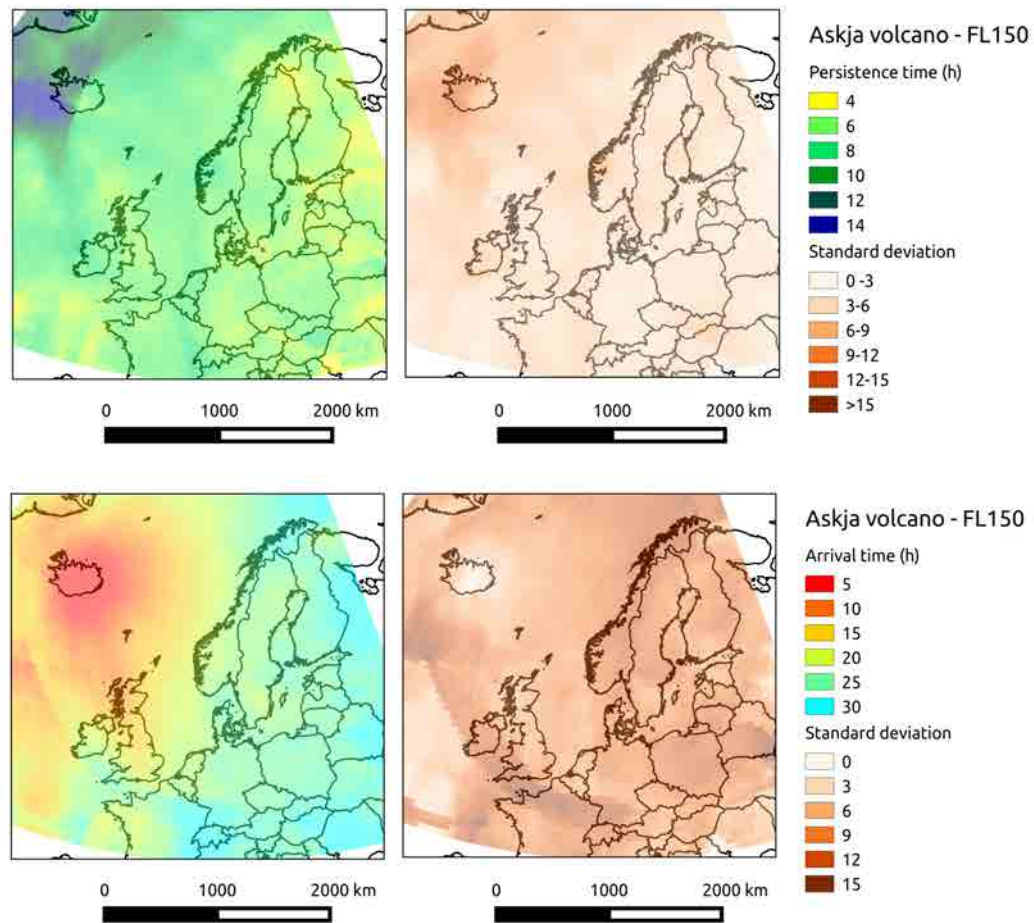 Askja volcano - FL150
Persistence time (h)
4
6
8
10
12
14
Standard deviation
0 -3
3-6
6-9
9-12
12-15
>15
0 1000 2000 km
0 1000 2000 km
Askja volcano - FL150
Arrival time (h)
5
10
15
20
25
30
Standard deviation
0
3
6
9
12
15
0 1000 2000 km
0 1000 2000 km